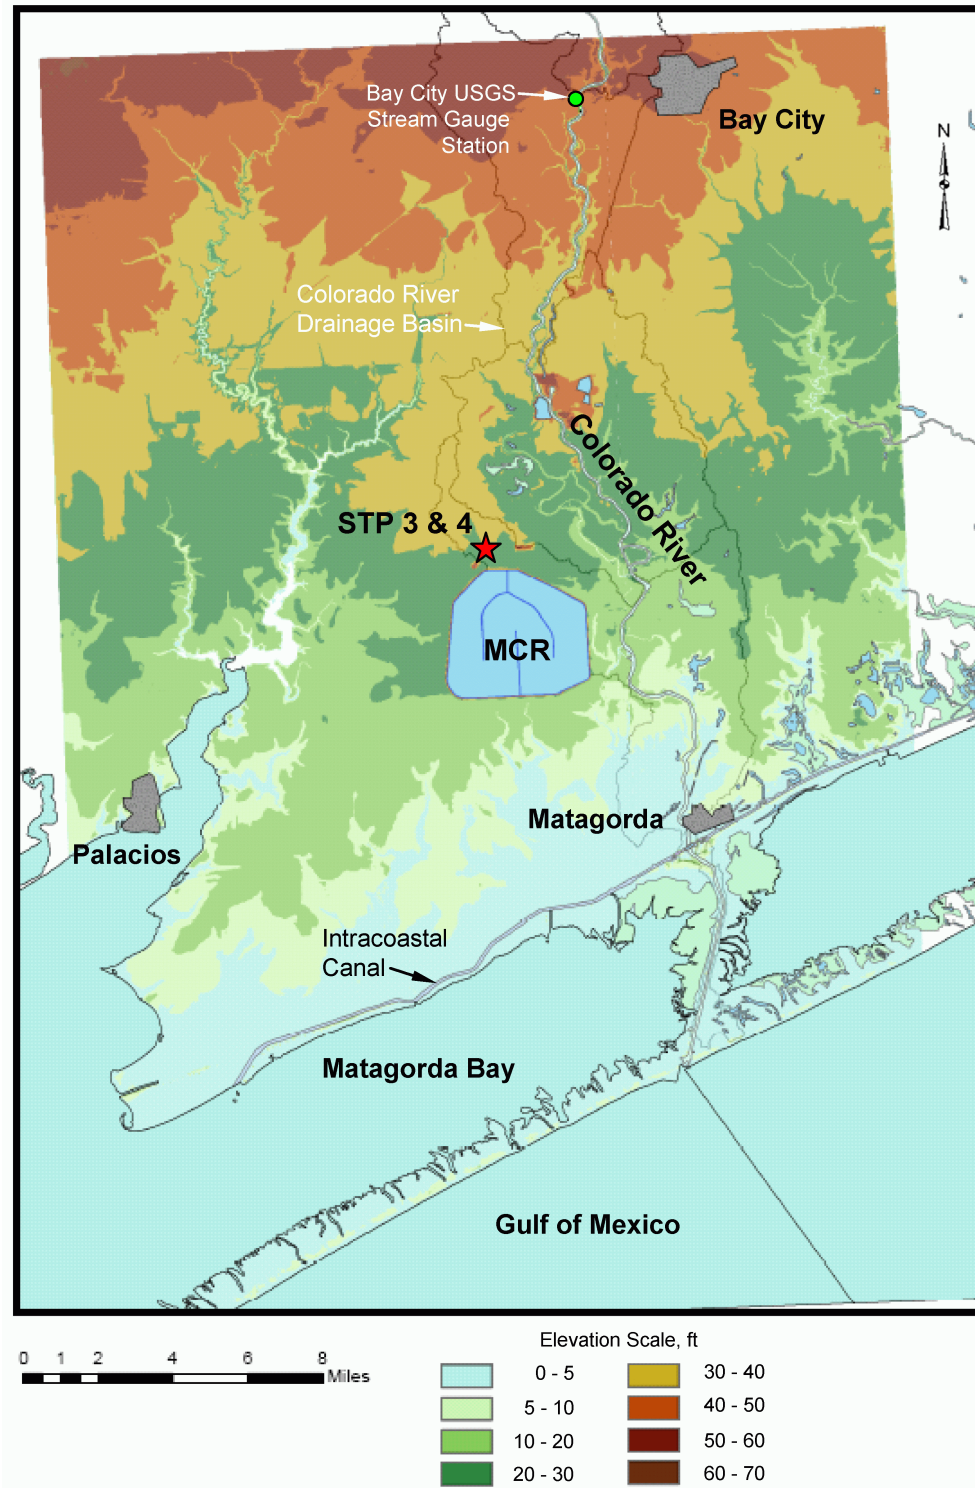 Bay City USGS
Stream Gauge
Station
Bay City
N
Colorado River
Drainage Basin
Colorado River
STP 3 & 4
MCR
Matagorda
Palacios
Intracoastal
Canal
Matagorda Bay
Gulf of Mexico
Elevation Scale, ft
0 1 2 4 6 8
Miles
0 - 5
5 - 10
10 - 20
20 - 30
30 - 40
40 - 50
50 - 60
60 - 70